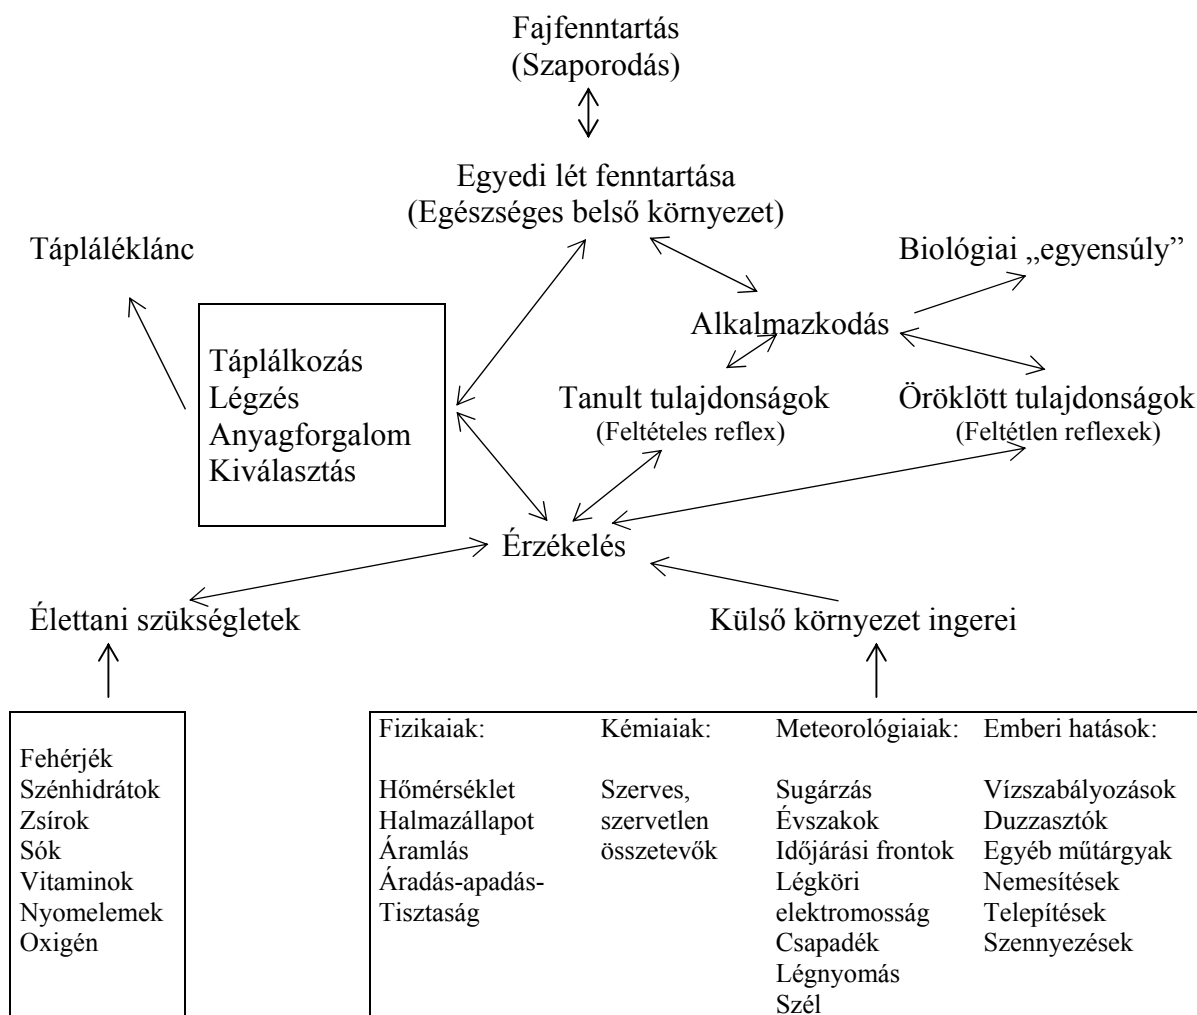 Fajfenntartás
(Szaporodás)
Egyedi lét fenntartása
(Egészséges belső környezet)
Tápláléklánc
Biológiai „egyensúly”
Alkalmazkodás
Táplálkozás
Légzés
Anyagforgalom
Kiválasztás
Tanult tulajdonságok
(Feltételes reflex)
Öröklött tulajdonságok
(Feltétlen reflexek)
Érzékelés
Élettani szükségletek
Külső környezet ingerei
Fehérjék
Szénhidrátok
Zsírok
Sók
Vitaminok
Nyomelemek
Oxigén
Fizikaiak:
Hőmérséklet
Halmazállapot
Áramlás
Áradás-apadás-
Tisztaság
Kémiaiak:
Szerves,
szervetlen
összetevők
Meteorológiaiak:
Sugárzás
Évszakok
Időjárási frontok
Légköri
elektromosság
Csapadék
Légnyomás
Szél
Emberi hatások:
Vízszabályozások
Duzzasztók
Egyéb műtárgyak
Nemesítések
Telepítések
Szennyezések